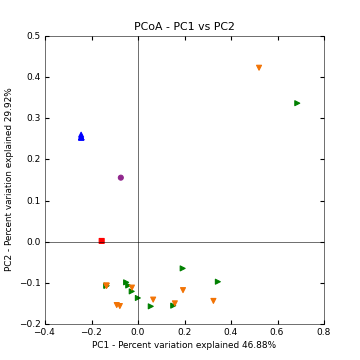 PCoA - PC1 vs PC2
0.5
0.4
0.3
0.2
0.1
0.0
−0.1
−0.2
PC2 - Percent variation explained 29.92%
−0.4 −0.2 0.0 0.2 0.4 0.6 0.8
PC1 - Percent variation explained 46.88%